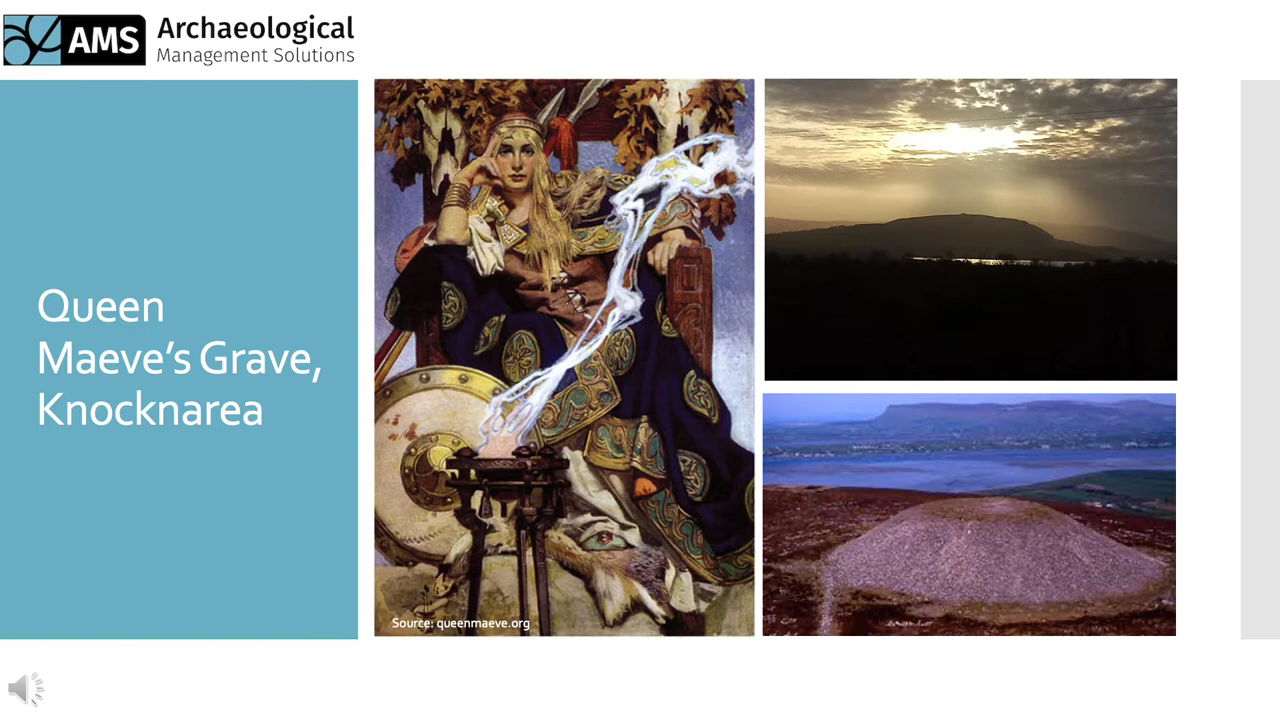 AMS
Archaeological
Management Solutions
Queen
Maeve’s Grave,
Knocknarea
Source: queenmaeve.org